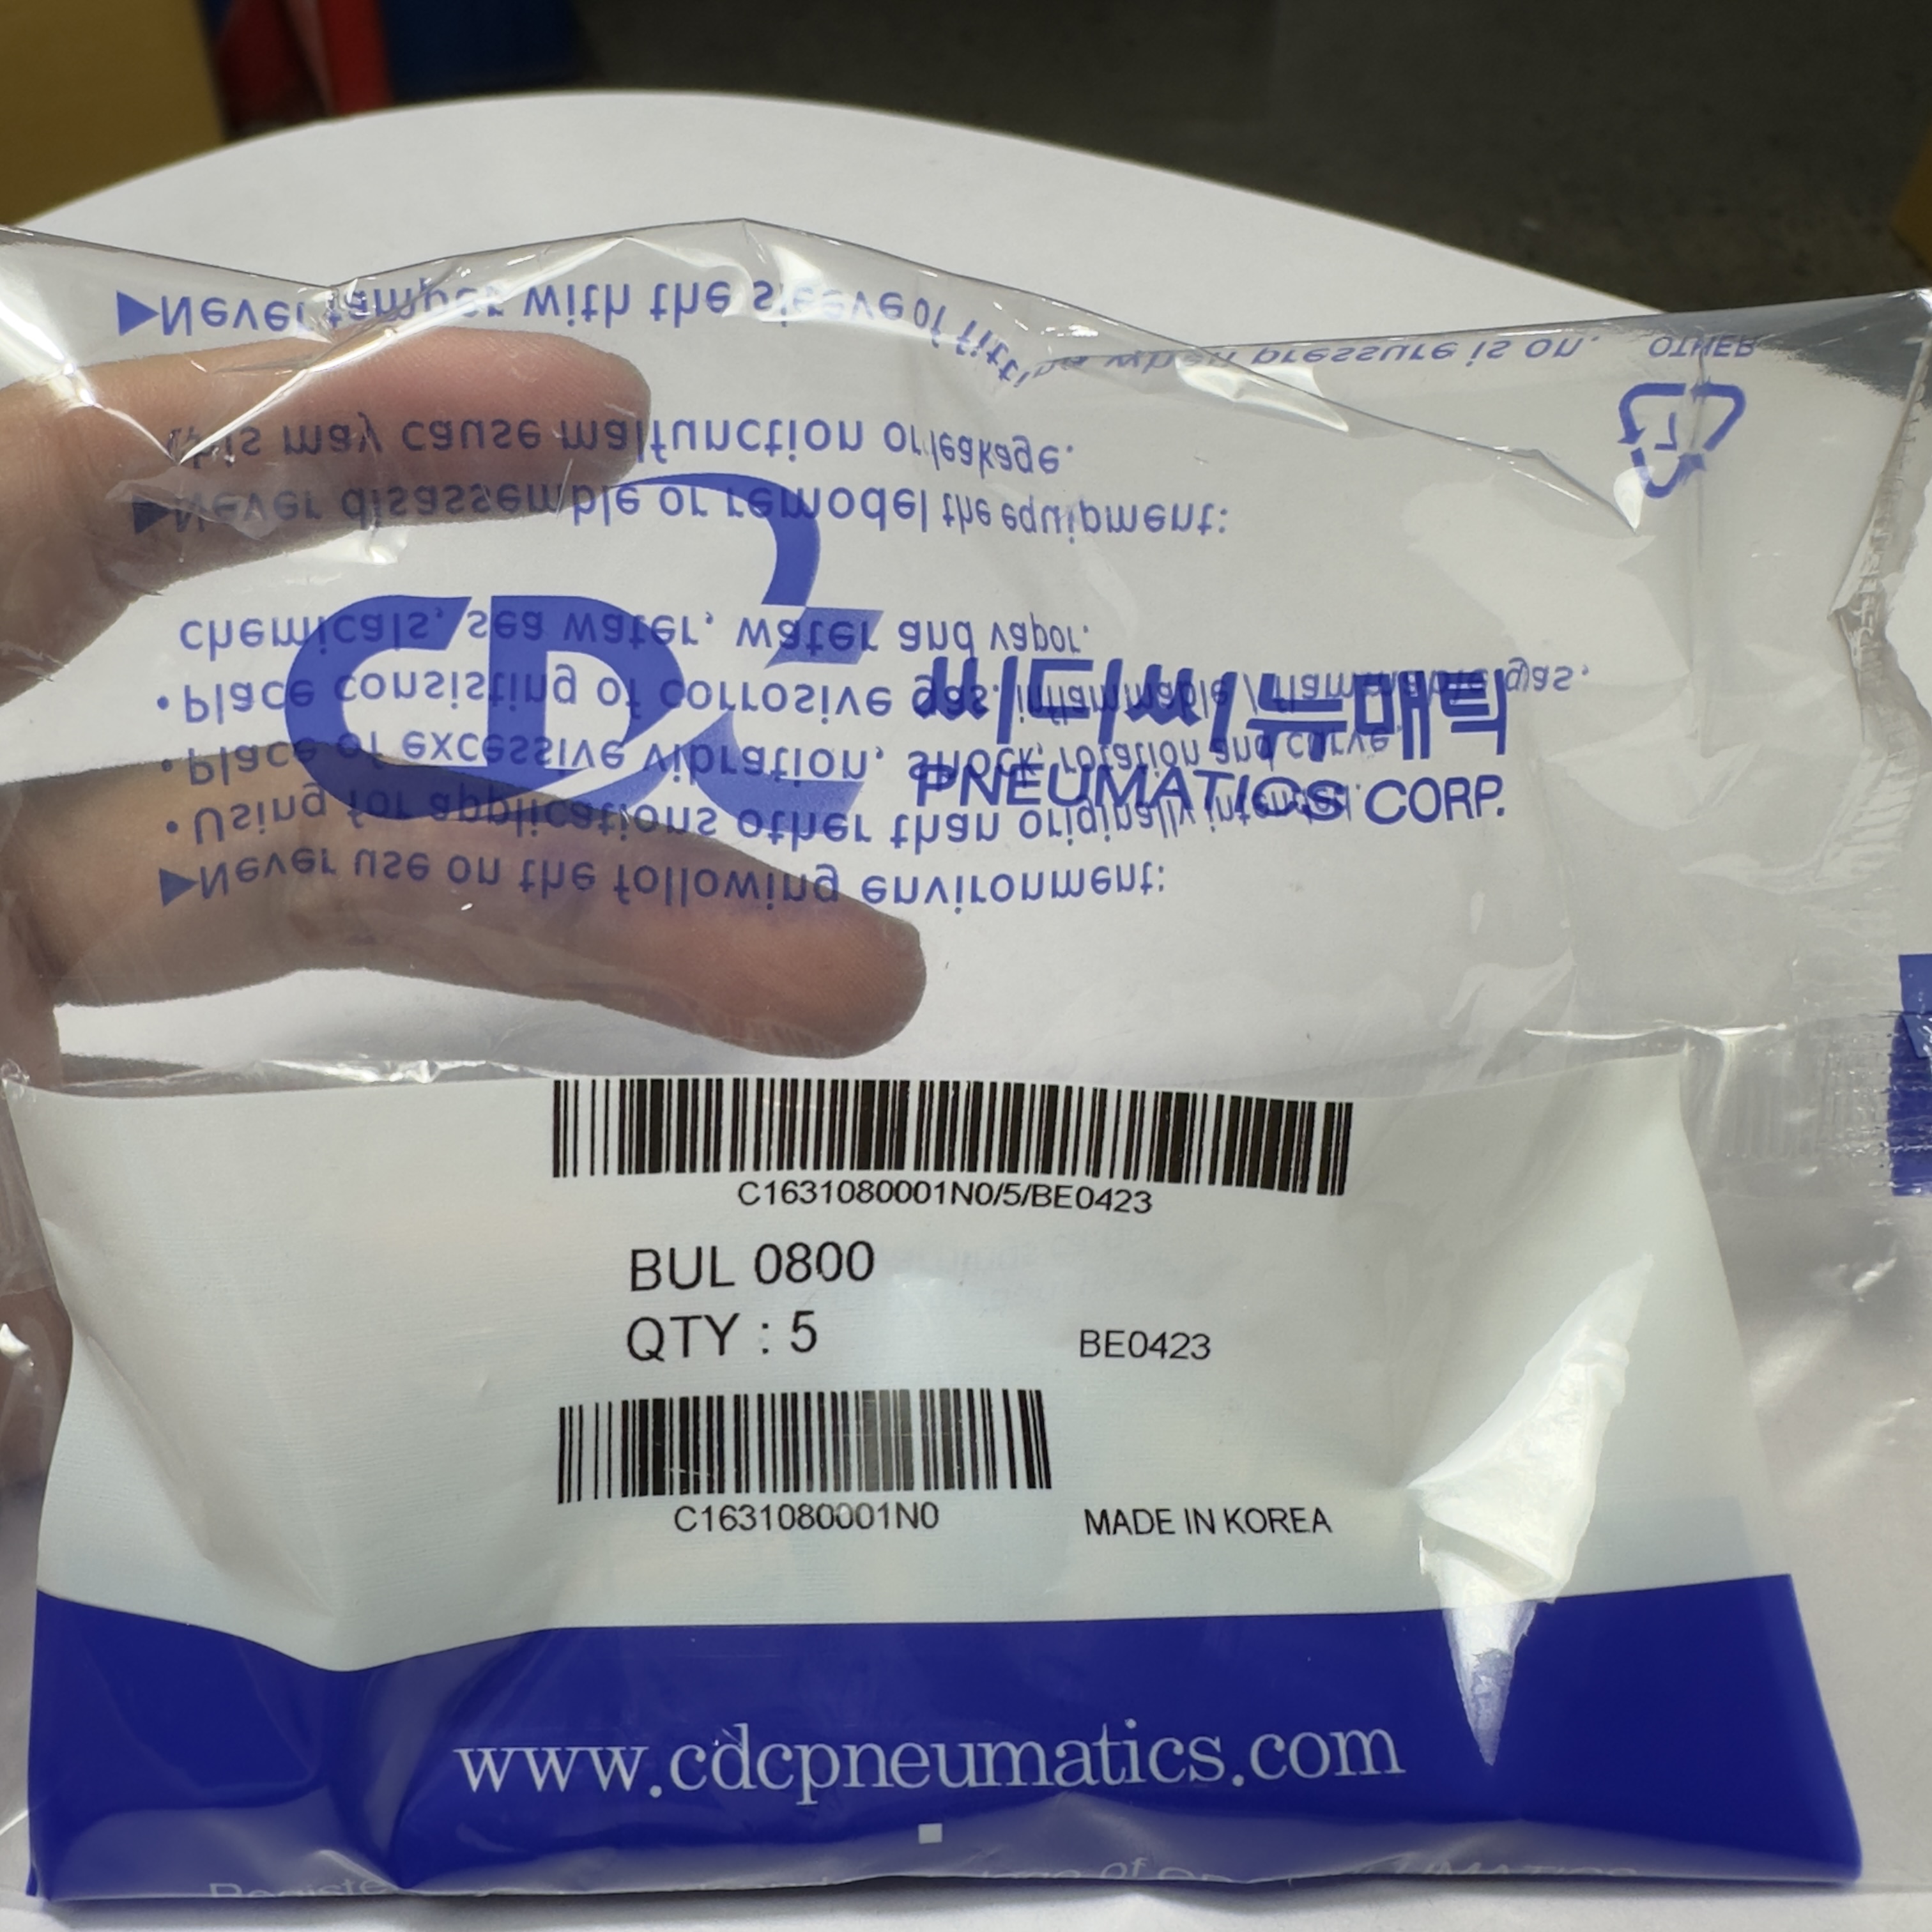 ▶Never tamper with the sleeve of fitting when pressure is on.
OTHER
7
this may cause malfunction or leakage.
▶Never disassemble or remodel the equipment:
chemicals, sea water, water and vapor.
• Place consisting of corrosive gas, inflammable / flammable gas,
• Place of excessive vibration, shock, rotation and curve.
• Using for applications other than originally intended.
▶Never use on the following environment:
CDC
씨디씨뉴매틱
PNEUMATICS CORP.
C1631080001N0/5/BE0423
BUL 0800
QTY : 5
BE0423
C1631080001N0
MADE IN KOREA
www.cdcpneumatics.com